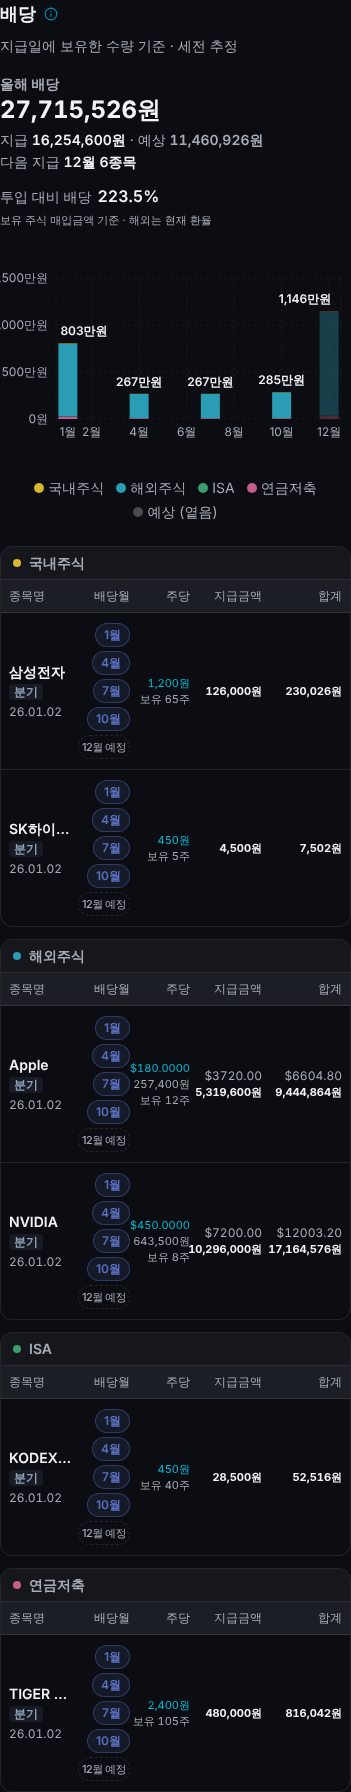 배당
지급일에 보유한 수량 기준 · 세전 추정
올해 배당
27,715,526원
지급 16,254,600원 · 예상 11,460,926원
다음 지급 12월 6종목
투입 대비 배당 223.5%
보유 주식 매입금액 기준 · 해외는 현재 환율
,500만원
1,146만원
,000만원
803만원
500만원
267만원 267만원 285만원
0원
1월 2월 4월 6월 8월 10월 12월
국내주식 해외주식 ISA 연금저축
예상 (옅음)
국내주식
종목명 배당월 주당 지급금액 합계
삼성전자
분기
26.01.02
1월
4월
7월
10월
12월 예정
1,200원
보유 65주
126,000원
230,026원
SK하이...
분기
26.01.02
1월
4월
7월
10월
12월 예정
450원
보유 5주
4,500원
7,502원
해외주식
종목명 배당월 주당 지급금액 합계
Apple
분기
26.01.02
1월
4월
7월
10월
12월 예정
$180.0000
257,400원
보유 12주
$3720.00
5,319,600원
$6604.80
9,444,864원
NVIDIA
분기
26.01.02
1월
4월
7월
10월
12월 예정
$450.0000
643,500원
보유 8주
$7200.00
10,296,000원
$12003.20
17,164,576원
ISA
종목명 배당월 주당 지급금액 합계
KODEX...
분기
26.01.02
1월
4월
7월
10월
12월 예정
450원
보유 40주
28,500원
52,516원
연금저축
종목명 배당월 주당 지급금액 합계
TIGER ...
분기
26.01.02
1월
4월
7월
10월
12월 예정
2,400원
보유 105주
480,000원
816,042원